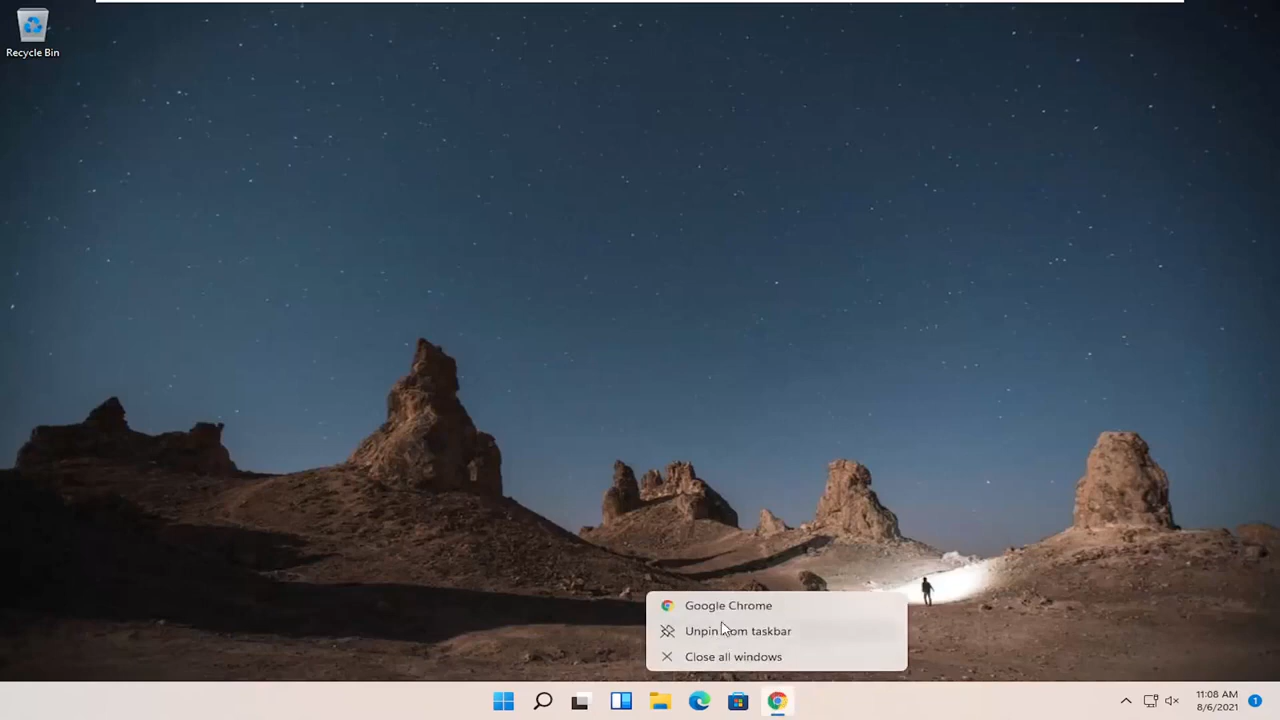 Recycle Bin
Google Chrome
Unpin from taskbar
Close all windows
11:08 AM
8/6/2021
1